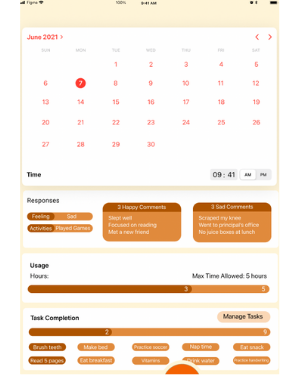 Figma
100%
9:41 AM
June 2021 >
< >
SUN MON TUE WED THU FRI SAT
1 2 3 4 5
6 7 8 9 10 11 12
13 14 15 16 17 18 19
20 21 22 23 24 25 26
27 28 29 30
Time
09 : 41 AM PM
Responses
Feeling Sad
Activities Played Games
3 Happy Comments
Slept well
Focused on reading
Met a new friend
3 Sad Comments
Scraped my knee
Went to principal's office
No juice boxes at lunch
Usage
Hours:
Max Time Allowed: 5 hours
3 5
Task Completion
Manage Tasks
2
Brush teeth Make bed Practice soccer Nap time Eat snack
Read 5 pages Eat breakfast Vitamins Drink water Practice handwriting